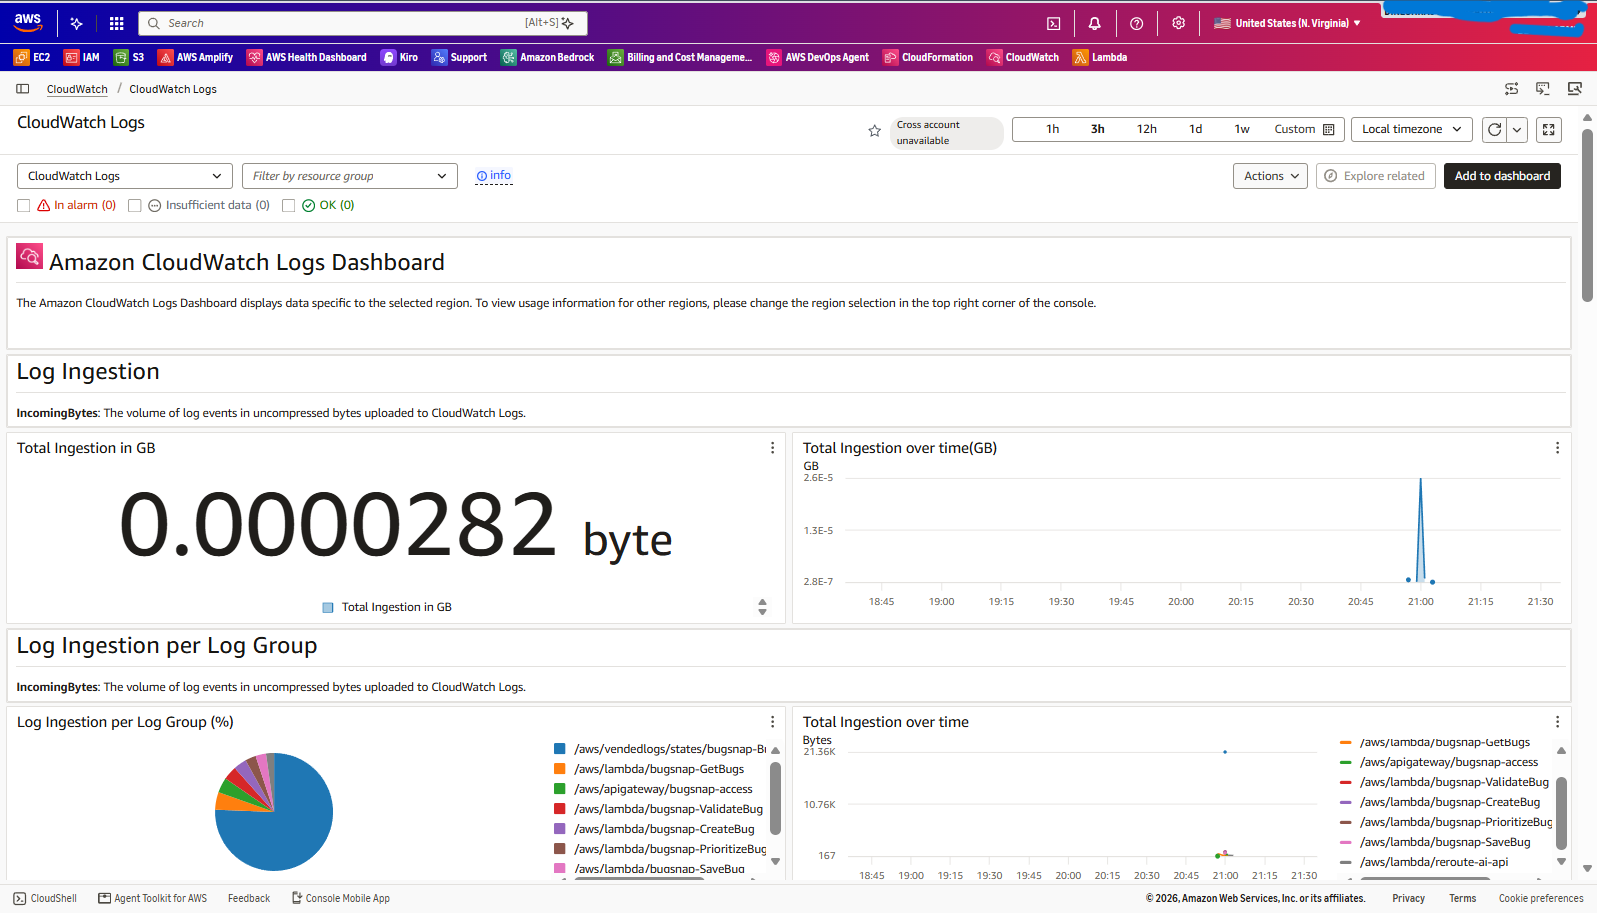 aws
Search
[Alt+S]
United States (N. Virginia)
EC2 IAM S3 AWS Amplify AWS Health Dashboard Kiro Support Amazon Bedrock Billing and Cost Manageme... AWS DevOps Agent CloudFormation CloudWatch Lambda
CloudWatch / CloudWatch Logs
CloudWatch Logs
Cross account
unavailable
1h 3h 12h 1d 1w Custom
Local timezone
CloudWatch Logs
Filter by resource group
info
Actions
Explore related
Add to dashboard
In alarm (0) Insufficient data (0) OK (0)
Amazon CloudWatch Logs Dashboard
The Amazon CloudWatch Logs Dashboard displays data specific to the selected region. To view usage information for other regions, please change the region selection in the top right corner of the console.
Log Ingestion
IncomingBytes: The volume of log events in uncompressed bytes uploaded to CloudWatch Logs.
Total Ingestion in GB
0.0000282 byte
Total Ingestion in GB
Total Ingestion over time(GB)
GB
2.6E-5
1.3E-5
2.8E-7
18:45 19:00 19:15 19:30 19:45 20:00 20:15 20:30 20:45 21:00 21:15 21:30
Log Ingestion per Log Group
IncomingBytes: The volume of log events in uncompressed bytes uploaded to CloudWatch Logs.
Log Ingestion per Log Group (%)
/aws/vendedlogs/states/bugsnap-B
/aws/lambda/bugsnap-GetBugs
/aws/apigateway/bugsnap-access
/aws/lambda/bugsnap-ValidateBug
/aws/lambda/bugsnap-CreateBug
/aws/lambda/bugsnap-PrioritizeBug
/aws/lambda/bugsnap-SaveBug
Total Ingestion over time
Bytes
21.36K
10.76K
167
18:45 19:00 19:15 19:30 19:45 20:00 20:15 20:30 20:45 21:00 21:15 21:30
/aws/lambda/bugsnap-GetBugs
/aws/apigateway/bugsnap-access
/aws/lambda/bugsnap-ValidateBug
/aws/lambda/bugsnap-CreateBug
/aws/lambda/bugsnap-PrioritizeBug
/aws/lambda/bugsnap-SaveBug
/aws/lambda/reroute-ai-api
CloudShell Agent Toolkit for AWS Feedback Console Mobile App
© 2026, Amazon Web Services, Inc. or its affiliates. Privacy Terms Cookie preferences